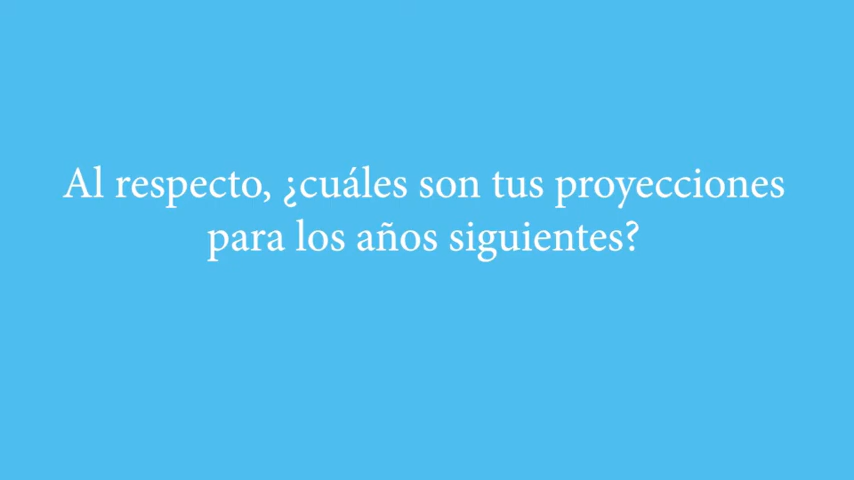 Al respecto, ¿cuáles son tus proyecciones
para los años siguientes?